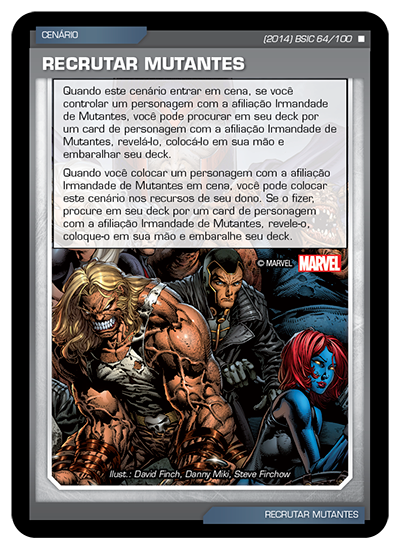 CENÁRIO
(2014) BSIC 64/100
RECRUTAR MUTANTES
Quando este cenário entrar em cena, se você
controlar um personagem com a afiliação Irmandade
de Mutantes, você pode procurar em seu deck por
um card de personagem com a afiliação Irmandade de
Mutantes, revelá-lo, colocá-lo em sua mão e
embaralhar seu deck.
Quando você colocar um personagem com a afiliação
Irmandade de Mutantes em cena, você pode colocar
este cenário nos recursos de seu dono. Se o fizer,
procure em seu deck por um card de personagem
com a afiliação Irmandade de Mutantes, revele-o,
coloque-o em sua mão e embaralhe seu deck.
© MARVEL MARVEL
Ilust.: David Finch, Danny Miki, Steve Firchow
RECRUTAR MUTANTES